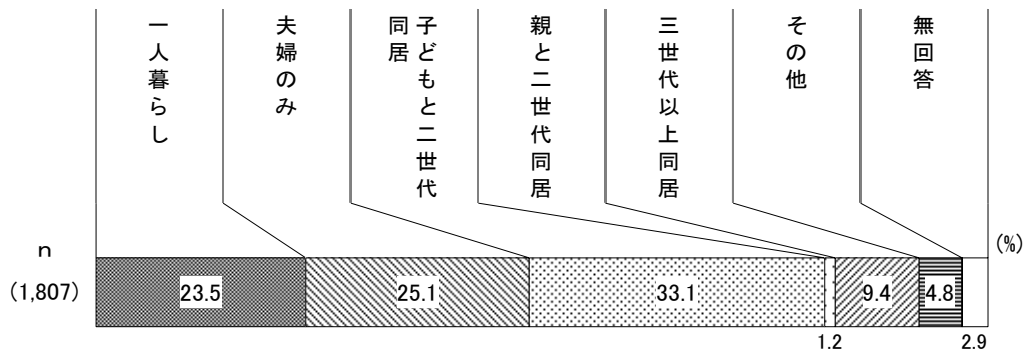 一人暮らし
夫婦のみ
子どもと二世代
同居
親と二世代同居
三世代以上同居
その他
無回答
(%)
n
(1,807)
23.5
25.1
33.1
9.4
4.8
1.2
2.9